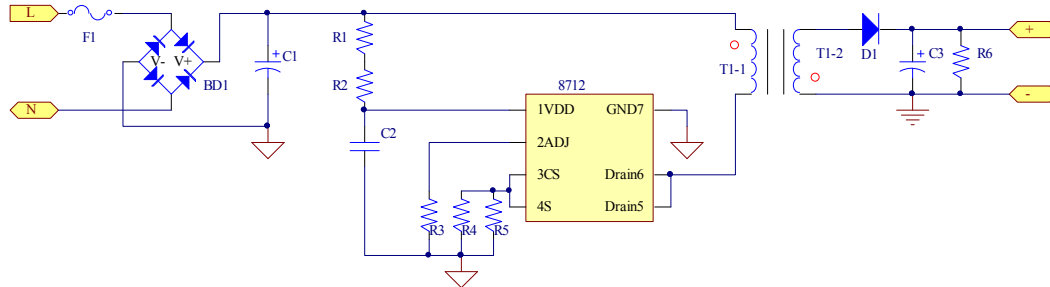 L
F1
V-
V+
BD1
N
C1
R1
R2
C2
8712
1VDD
GND7
2ADJ
3CS
Drain6
4S
Drain5
R3
R4
R5
T1-1
T1-2
D1
C3
R6
+
-